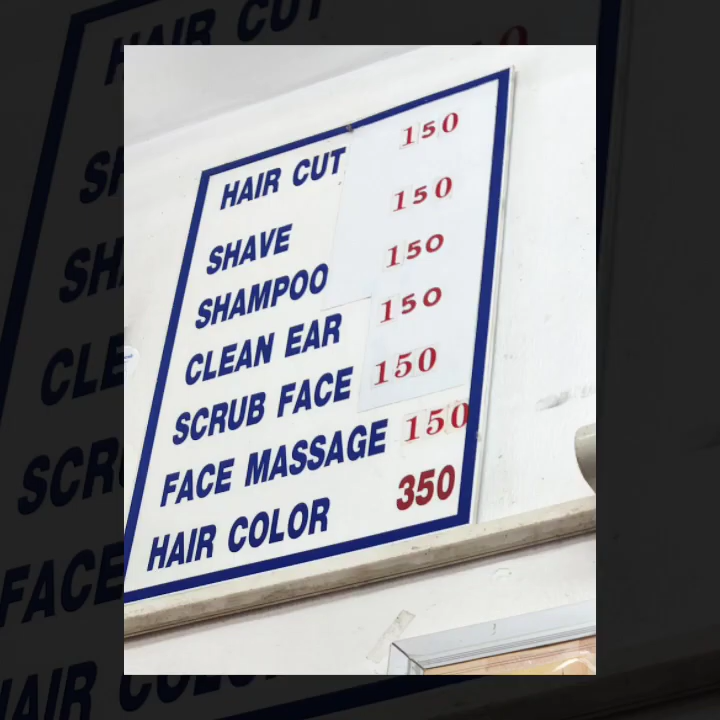 HAIR CUT 150
SHAVE 150
SHAMPOO 150
CLEAN EAR 150
SCRUB FACE 150
FACE MASSAGE 150
HAIR COLOR 350